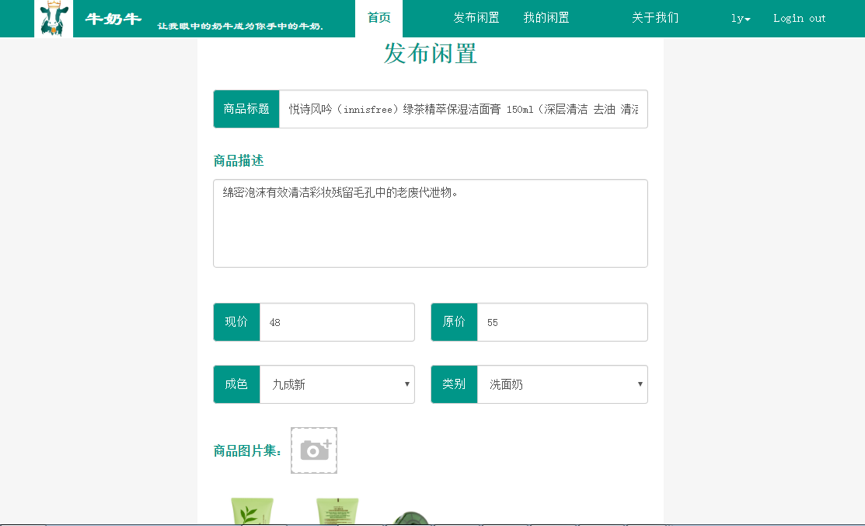 牛奶牛
让我眼中的奶牛成为你手中的牛奶.
首页
发布闲置
我的闲置
关于我们
ly
Login out
发布闲置
商品标题
悦诗风吟（innisfree）绿茶精萃保湿洁面膏 150ml（深层清洁 去油 清洁
商品描述
绵密泡沫有效清洁彩妆残留毛孔中的老废代泄物。
现价
48
原价
55
成色
九成新
类别
洗面奶
商品图片集：